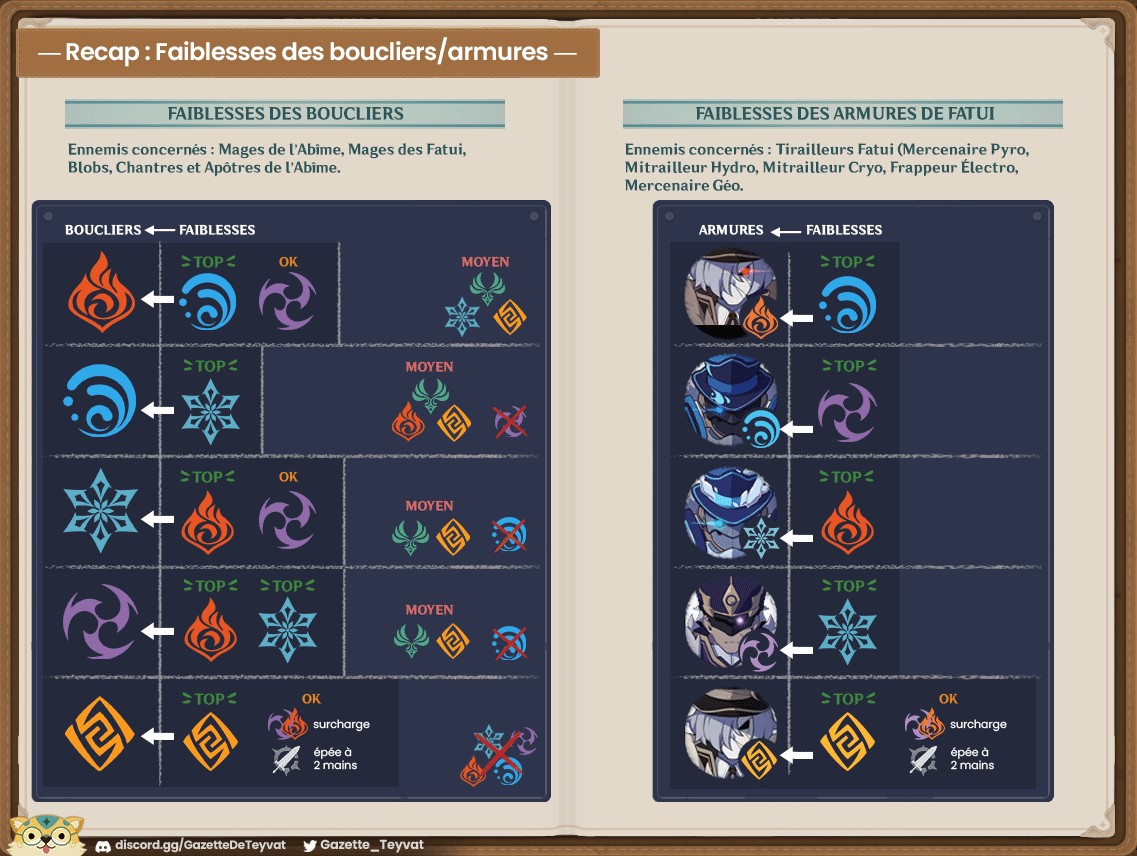 — Recap : Faiblesses des boucliers/armures —
FAIBLESSES DES BOUCLIERS
Ennemis concernés : Mages de l'Abîme, Mages des Fatui,
Blobs, Chantres et Apôtres de l'Abîme.
BOUCLIERS
FAIBLESSES
TOP
OK
MOYEN
TOP
MOYEN
TOP
OK
MOYEN
TOP
TOP
MOYEN
TOP
OK
surcharge
épée à
2 mains
FAIBLESSES DES ARMURES DE FATUI
Ennemis concernés : Tirailleurs Fatui (Mercenaire Pyro,
Mitrailleur Hydro, Mitrailleur Cryo, Frappeur Électro,
Mercenaire Géo.
ARMURES
FAIBLESSES
TOP
TOP
TOP
TOP
TOP
OK
surcharge
épée à
2 mains
discord.gg/GazetteDeTeyvat
Gazette_Teyvat